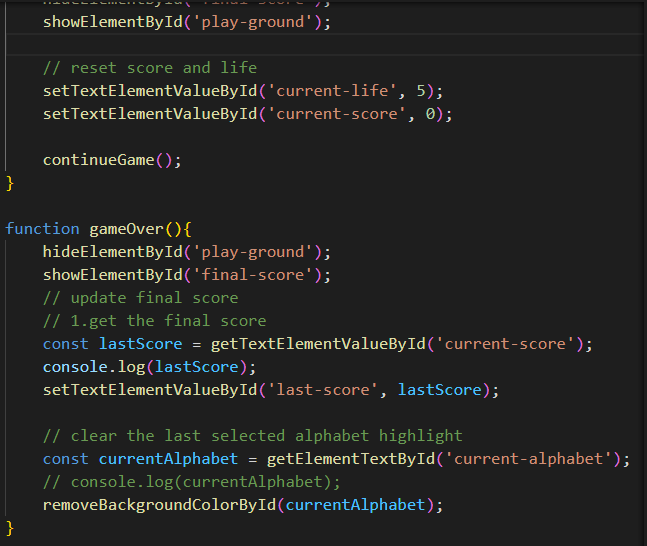 hideElementById('final-score');
showElementById('play-ground');
// reset score and life
setTextElementValueById('current-life', 5);
setTextElementValueById('current-score', 0);
continueGame();
}
function gameOver(){
hideElementById('play-ground');
showElementById('final-score');
// update final score
// 1.get the final score
const lastScore = getTextElementValueById('current-score');
console.log(lastScore);
setTextElementValueById('last-score', lastScore);
// clear the last selected alphabet highlight
const currentAlphabet = getElementTextById('current-alphabet');
// console.log(currentAlphabet);
removeBackgroundColorById(currentAlphabet);
}